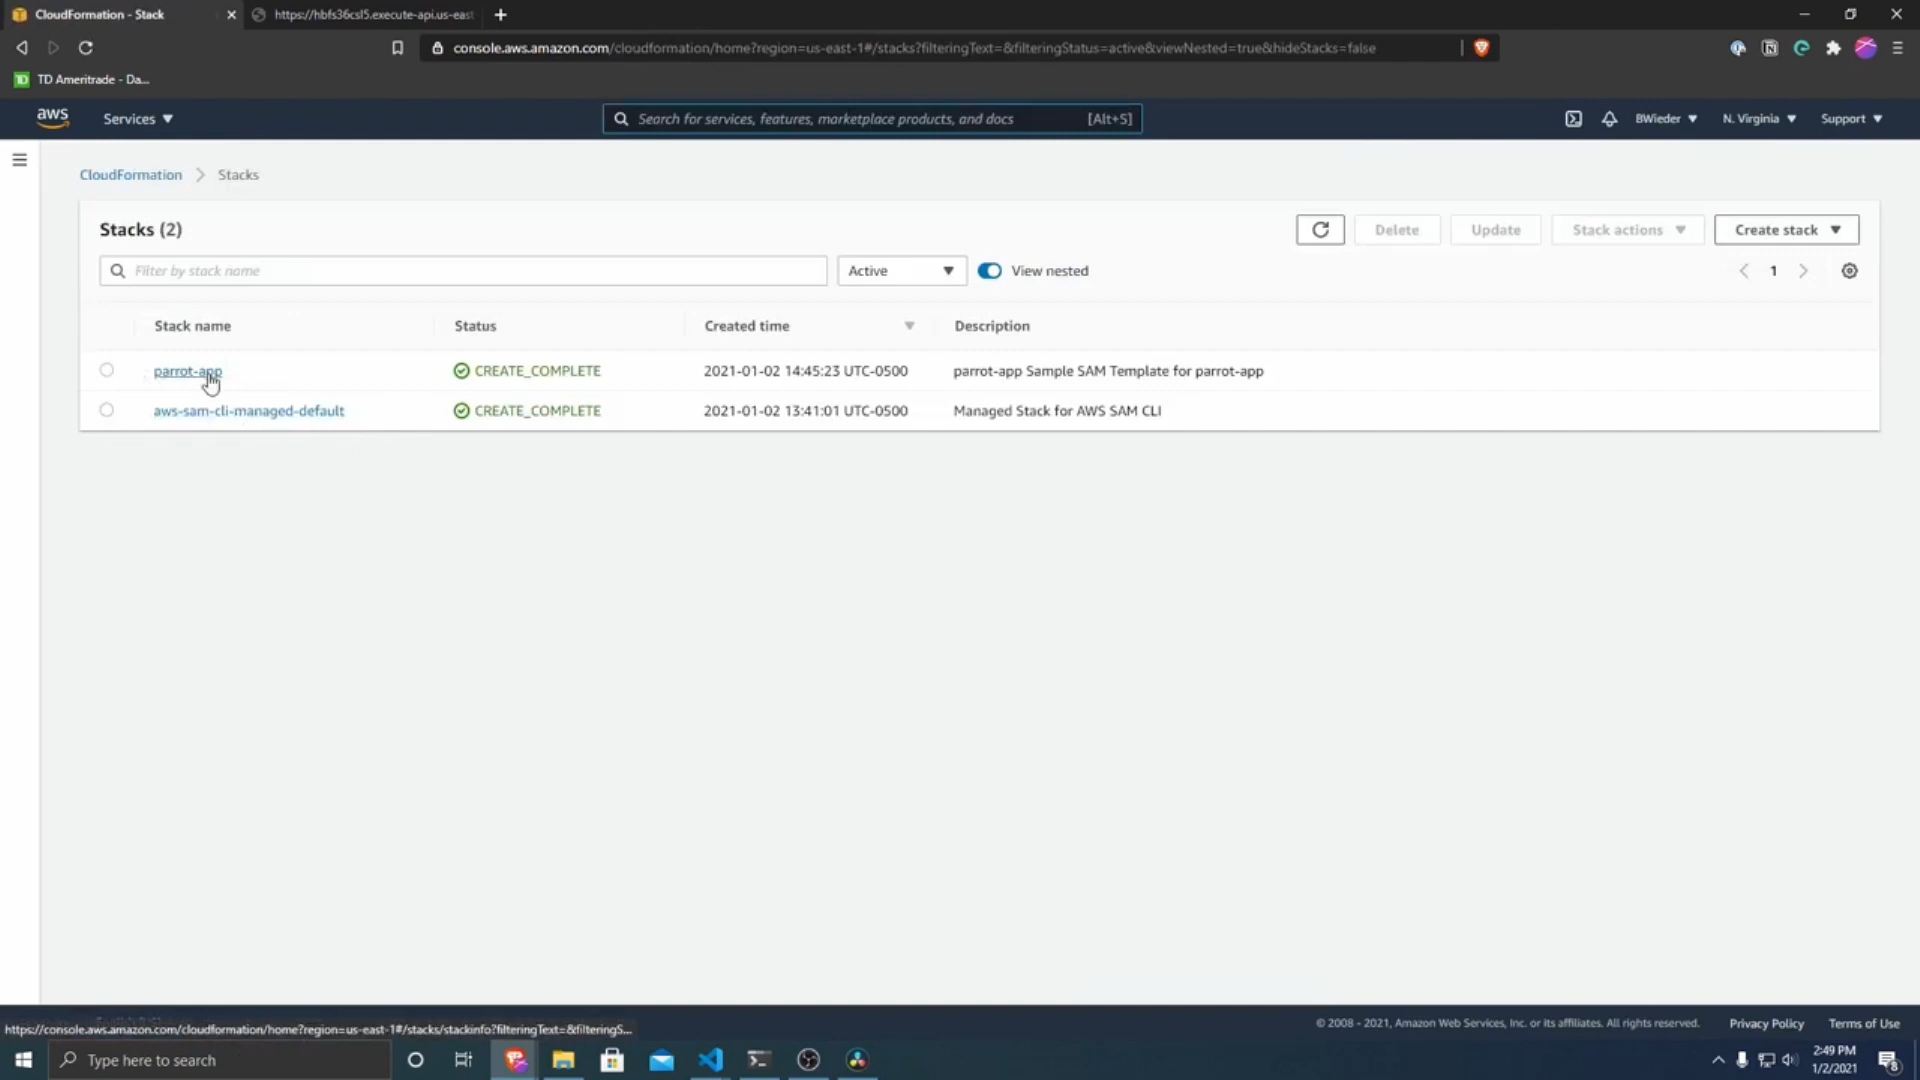 CloudFormation - Stack
https://hbfs36csl5.execute-api.us-east
console.aws.amazon.com/cloudformation/home?region=us-east-1#/stacks?filteringText=&filteringStatus=active&viewNested=true&hideStacks=false
TD TD Ameritrade - Da...
aws Services Search for services, features, marketplace products, and docs [Alt+S] BWieder N. Virginia Support
CloudFormation > Stacks
Stacks (2) Delete Update Stack actions Create stack
Filter by stack name Active View nested 1
Stack name Status Created time Description
parrot-app CREATE_COMPLETE 2021-01-02 14:45:23 UTC-0500 parrot-app Sample SAM Template for parrot-app
aws-sam-cli-managed-default CREATE_COMPLETE 2021-01-02 13:41:01 UTC-0500 Managed Stack for AWS SAM CLI
© 2008 - 2021, Amazon Web Services, Inc. or its affiliates. All rights reserved. Privacy Policy Terms of Use
https://console.aws.amazon.com/cloudformation/home?region=us-east-1#/stacks/stackinfo?filteringText=&filteringS...
Type here to search
2:49 PM
1/2/2021
8